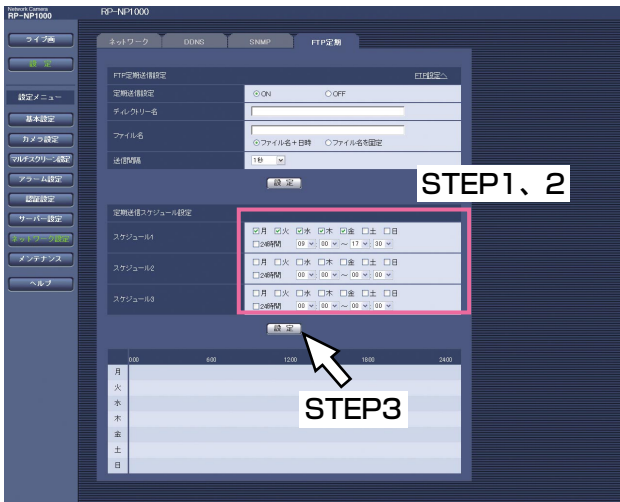 Network Camera
RP-NP1000
RP-NP1000
ライブ画
設 定
設定メニュー
基本設定
カメラ設定
マルチスクリーン設定
アラーム設定
認証設定
サーバー設定
ネットワーク設定
メンテナンス
ヘルプ
ネットワーク DDNS SNMP FTP定期
FTP定期送信設定 FTP設定へ
定期送信設定 ON OFF
ディレクトリー名
ファイル名
ファイル名+日時 ファイル名を固定
送信間隔 1秒
設 定
STEP1、2
定期送信スケジュール設定
スケジュール1 月 火 水 木 金 土 日
24時間 09 : 00 ~ 17 : 30
スケジュール2 月 火 水 木 金 土 日
24時間 00 : 00 ~ 00 : 00
スケジュール3 月 火 水 木 金 土 日
24時間 00 : 00 ~ 00 : 00
設 定
0:00 6:00 12:00 18:00 24:00
月
火
水
STEP3
木
金
土
日